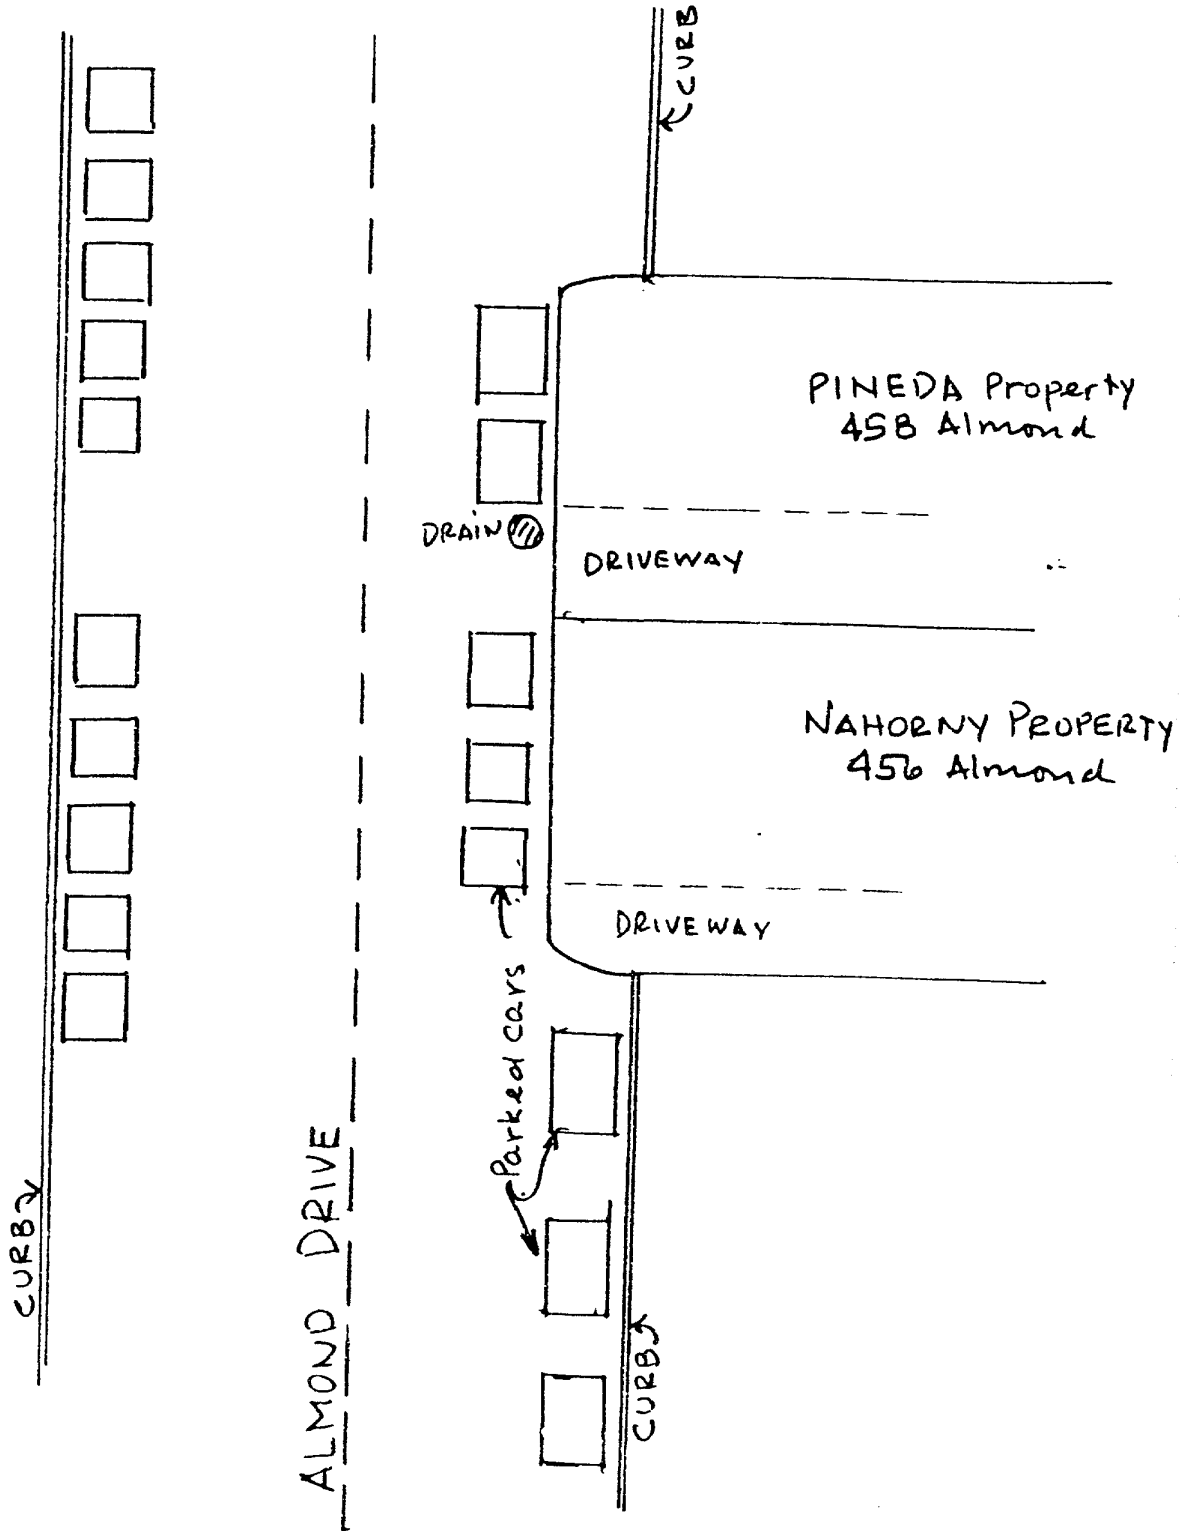 CURB
PINEDA Property
458 Almond
DRAIN
DRIVEWAY
NAHORNY PROPERTY
456 Almond
DRIVEWAY
Parked cars
CURB
ALMOND DRIVE
CURB